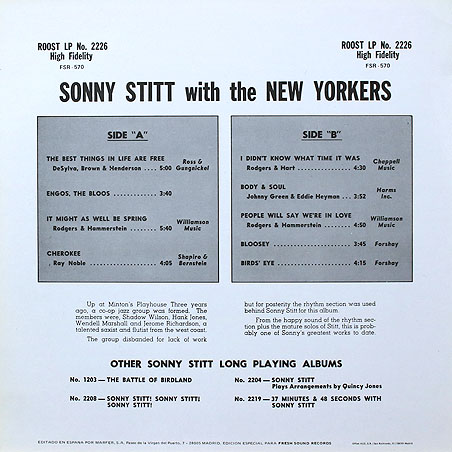 ROOST LP No. 2226
High Fidelity
FSR-570
ROOST LP No. 2226
High Fidelity
FSR-570
SONNY STITT with the NEW YORKERS
SIDE "A"
THE BEST THINGS IN LIFE ARE FREE
DeSylva, Brown & Henderson .... 5:00 Ross & Gungnickel
ENGOS, THE BLOOS .............. 3:40
IT MIGHT AS WELL BE SPRING
Rodgers & Hammerstein ....... 5:40 Williamson Music
CHEROKEE
. Ray Noble .................... 4:05 Shapiro & Bernstein
SIDE "B"
I DIDN'T KNOW WHAT TIME IT WAS
Rodgers & Hart ................ 4:30 Chappell Music
BODY & SOUL
Johnny Green & Eddie Heyman . . . 3:52 Harms Inc.
PEOPLE WILL SAY WE'RE IN LOVE
Rodgers & Hammerstein ......... 4:50 Williamson Music
BLOOSEY ...................... 3:45 Forshay
BIRDS' EYE ................... 4:15 Forshay
Up at Minton's Playhouse Three years
ago, a co-op jazz group was formed. The
members were, Shadow Wilson, Hank Jones,
Wendell Marshall and Jerome Richardson, a
talented saxist and flutist from the west coast.
The group disbanded for lack of work
but for posterity the rhythm section was used
behind Sonny Stitt for this album.
From the happy sound of the rhythm sec-
tion plus the mature solos of Stitt, this is prob-
ably one of Sonny's greatest works to date.
OTHER SONNY STITT LONG PLAYING ALBUMS
No. 1203 — THE BATTLE OF BIRDLAND
No. 2208 — SONNY STITT! SONNY STITT!
SONNY STITT!
No. 2204 — SONNY STITT
Plays Arrangements by Quincy Jones
No. 2219 — 37 MINUTES & 48 SECONDS WITH
SONNY STITT
EDITADO EN ESPAÑA POR MARFER, S.A. Paseo de la Virgen del Puerto, 7 - 28005 MADRID. EDICION ESPECIAL PARA FRESH SOUND RECORDS